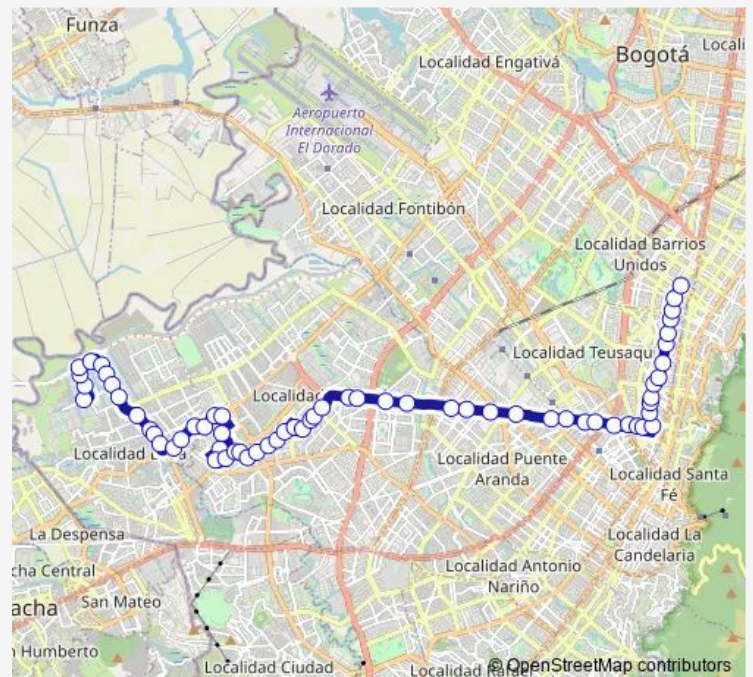 Funza
Bogotá
Localidad Engativá
Locali
Aeropuerto
Internacional
El Dorado
Localidad Fontibón
Localidad Barrios
Unidos
Localidad Teusaqu
Localidad
Localidad
Localidad Puente
Aranda
Localidad Santa
Fé
La Despensa
Localidad La
Candelaria
cha Central
Localidad Antonio
Nariño
San Mateo
acha
n Humberto
Localidad Ciudad
Localidad Rafael
© OpenStreetMap contributors